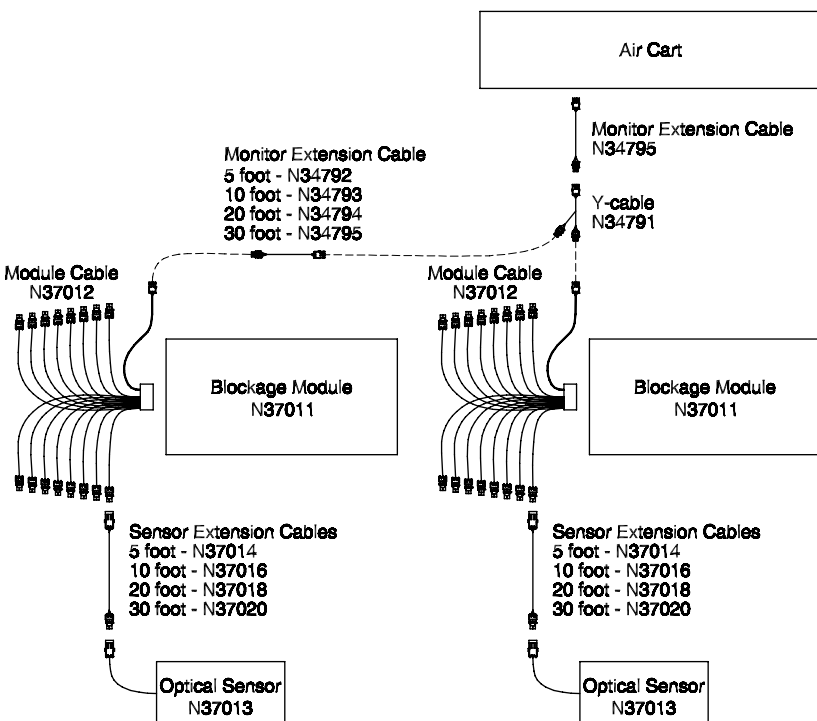 Air Cart
Monitor Extension Cable
N34795
Monitor Extension Cable
5 foot - N34792
10 foot - N34793
20 foot - N34794
30 foot - N34795
Y-cable
N34791
Module Cable
N37012
Module Cable
N37012
Blockage Module
N37011
Blockage Module
N37011
Sensor Extension Cables
5 foot - N37014
10 foot - N37016
20 foot - N37018
30 foot - N37020
Sensor Extension Cables
5 foot - N37014
10 foot - N37016
20 foot - N37018
30 foot - N37020
Optical Sensor
N37013
Optical Sensor
N37013